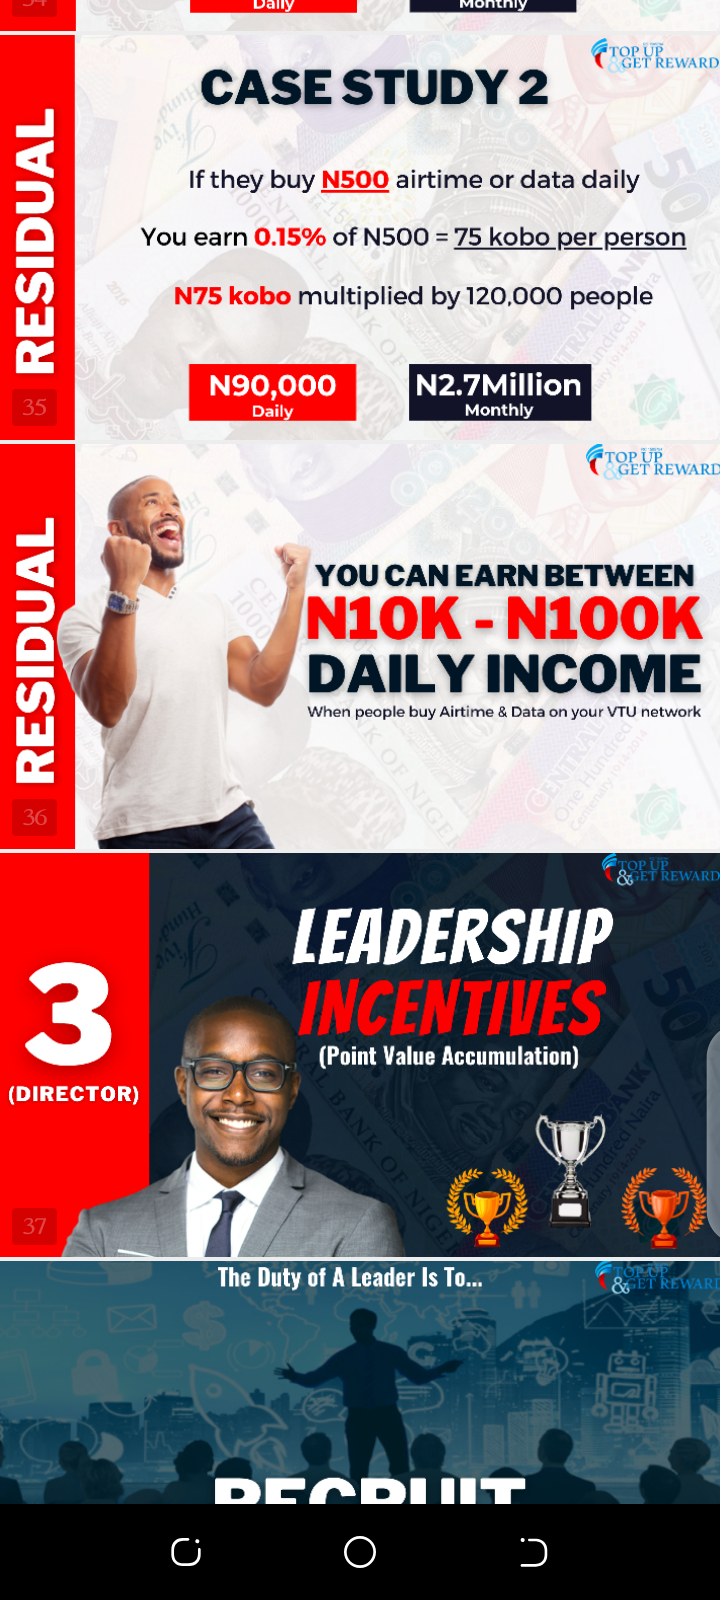 34
Daily
Monthly
TOP UP
&GET REWARD
CASE STUDY 2
RESIDUAL
If they buy N500 airtime or data daily
You earn 0.15% of N500 = 75 kobo per person
N75 kobo multiplied by 120,000 people
N90,000
Daily
N2.7Million
Monthly
35
TOP UP
&GET REWARD
RESIDUAL
YOU CAN EARN BETWEEN
N10K - N100K
DAILY INCOME
When people buy Airtime & Data on your VTU network
36
TOP UP
&GET REWARD
3
(DIRECTOR)
LEADERSHIP
INCENTIVES
(Point Value Accumulation)
37
The Duty of A Leader Is To...
TOP UP
&GET REWARD
RECRUIT